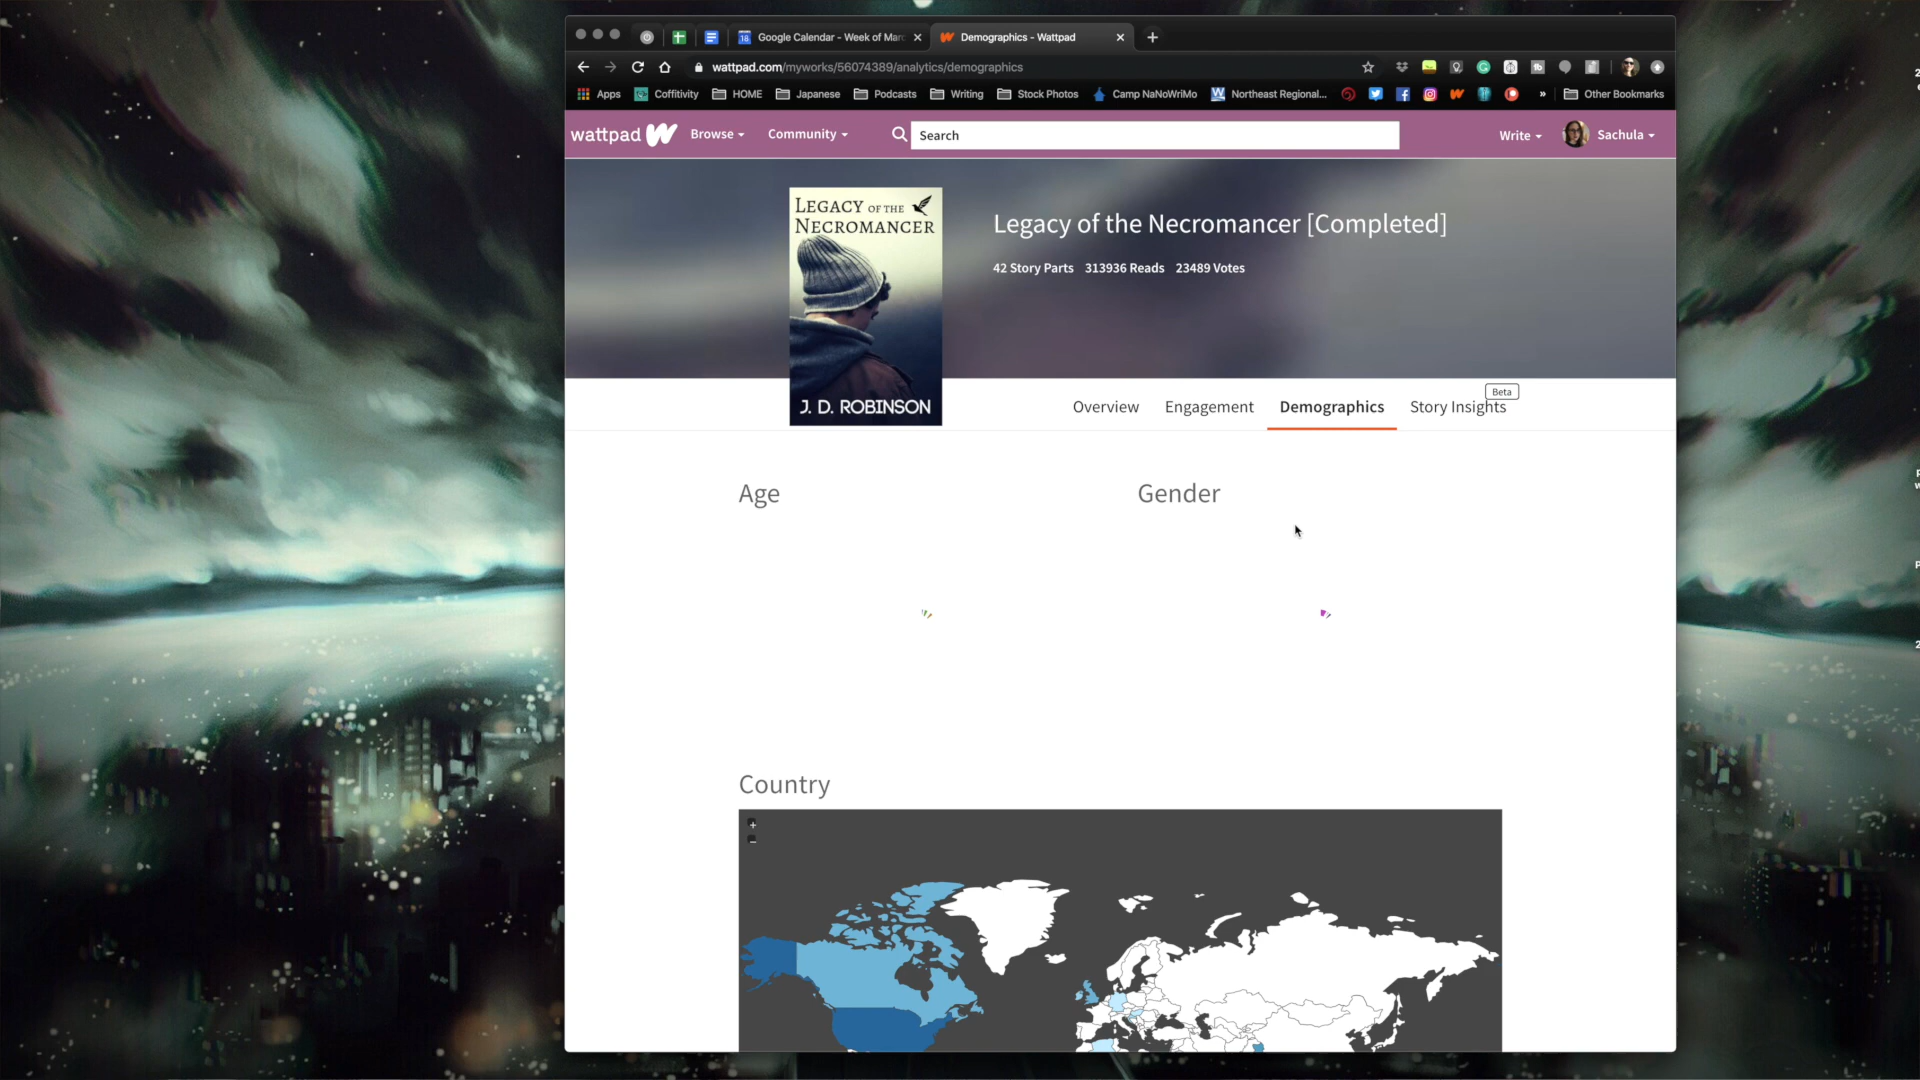 Google Calendar - Week of Marc
Demographics - Wattpad
wattpad.com/myworks/56074389/analytics/demographics
Apps
Coffitivity
HOME
Japanese
Podcasts
Writing
Stock Photos
Camp NaNoWriMo
Northeast Regional...
» Other Bookmarks
wattpad
Browse
Community
Search
Write
Sachula
LEGACY OF THE
NECROMANCER
J. D. ROBINSON
Legacy of the Necromancer [Completed]
42 Story Parts 313936 Reads 23489 Votes
Overview
Engagement
Demographics
Story Insights
Beta
Age
Gender
Country
+
–